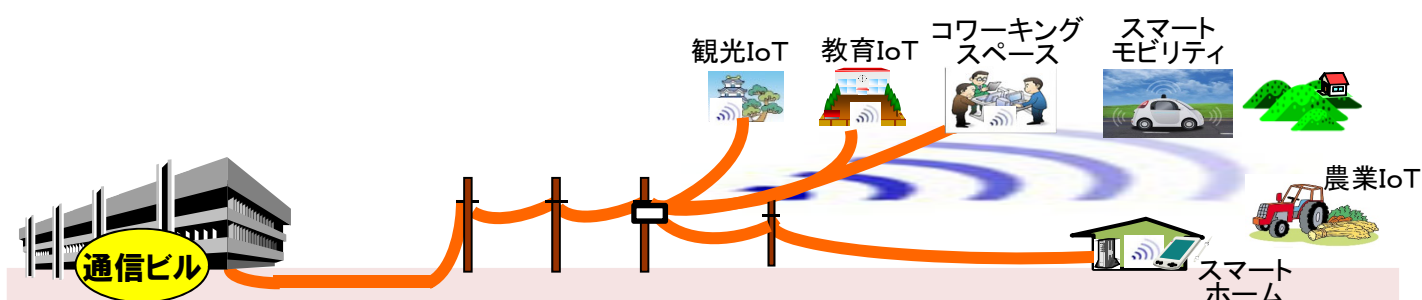 観光IoT
教育IoT
コワーキング
スペース
スマート
モビリティ
農業IoT
通信ビル
スマート
ホーム